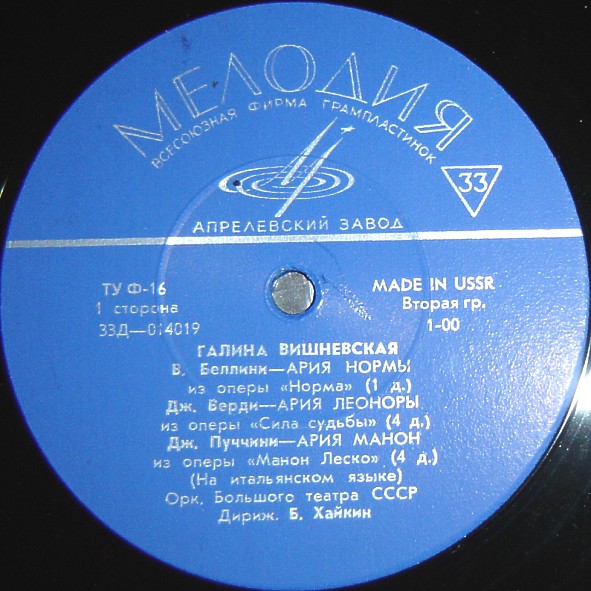 МЕЛОДИЯ
ВСЕСОЮЗНАЯ ФИРМА ГРАМПЛАСТИНОК
33
АПРЕЛЕВСКИЙ ЗАВОД
ТУ Ф-16
1 сторона
33Д—014019
MADE IN USSR
Вторая гр.
1-00
ГАЛИНА ВИШНЕВСКАЯ
В. Беллини—АРИЯ НОРМЫ
из оперы «Норма» (1 д.)
Дж. Верди—АРИЯ ЛЕОНОРЫ
из оперы «Сила судьбы» (4 д.)
Дж. Пуччини—АРИЯ МАНОН
из оперы «Манон Леско» (4 д.)
(На итальянском языке)
Орк. Большого театра СССР
Дириж. Б. Хайкин